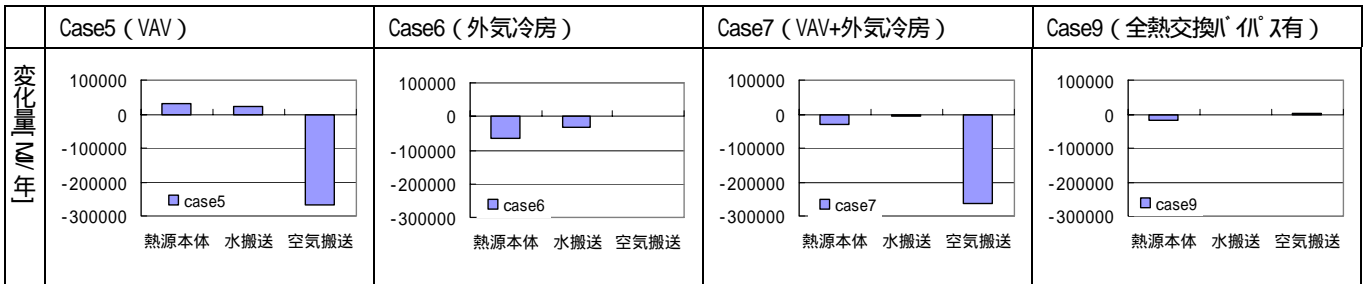 Case5（VAV）
Case6（外気冷房）
Case7（VAV+外気冷房）
Case9（全熱交換ﾊﾞｲﾊﾟｽ有）
変化量[MJ/年]
100000
0
-100000
-200000
-300000
case5
熱源本体 水搬送 空気搬送
100000
0
-100000
-200000
-300000
case6
熱源本体 水搬送 空気搬送
100000
0
-100000
-200000
-300000
case7
熱源本体 水搬送 空気搬送
100000
0
-100000
-200000
-300000
case9
熱源本体 水搬送 空気搬送